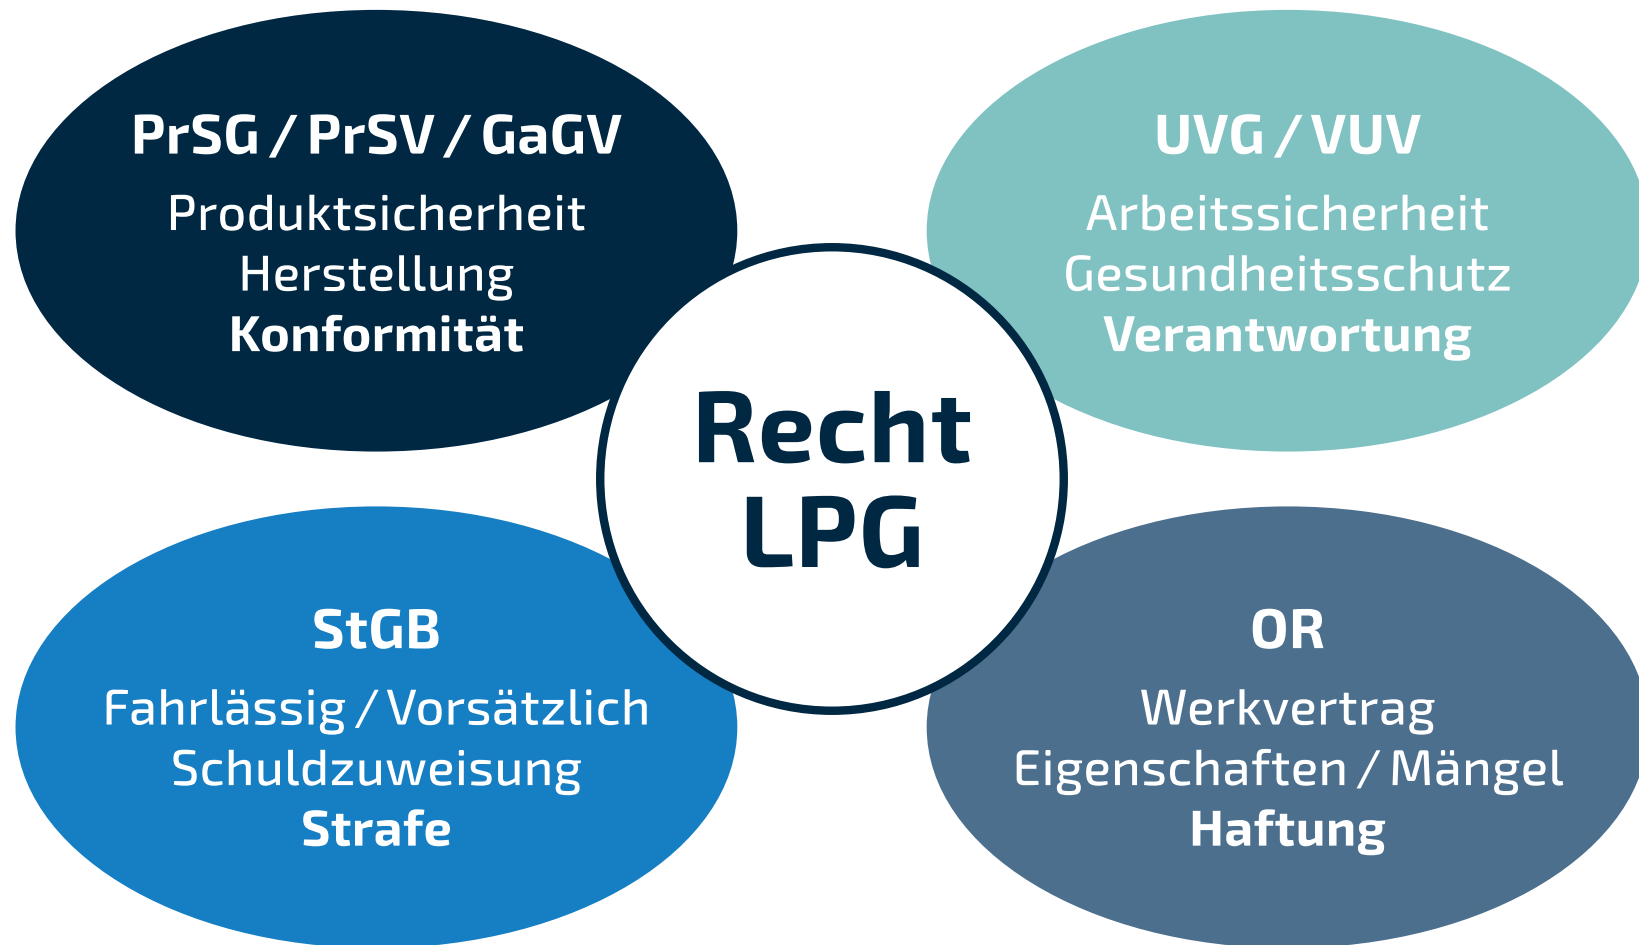 PrSG / PrSV / GaGV
Produktsicherheit
Herstellung
Konformität
UVG / VUV
Arbeitssicherheit
Gesundheitsschutz
Verantwortung
Recht
LPG
StGB
Fahrlässig / Vorsätzlich
Schuldzuweisung
Strafe
OR
Werkvertrag
Eigenschaften / Mängel
Haftung